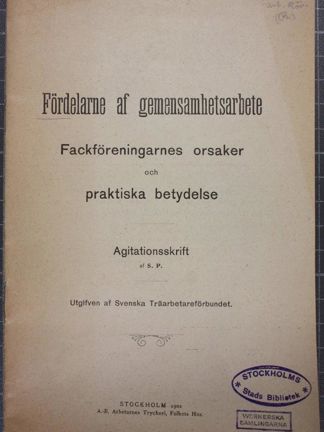 Fördelarne af gemensamhetsarbete
Fackföreningarnes orsaker
och
praktiska betydelse
Agitationsskrift
af S. P.
Utgifven af Svenska Träarbetareförbundet.
STOCKHOLM 1901
A.-B. Arbetarnes Tryckeri, Folkets Hus.
STOCKHOLMS
Stads Bibliotek
WERNERSKA
SAMLINGARNA